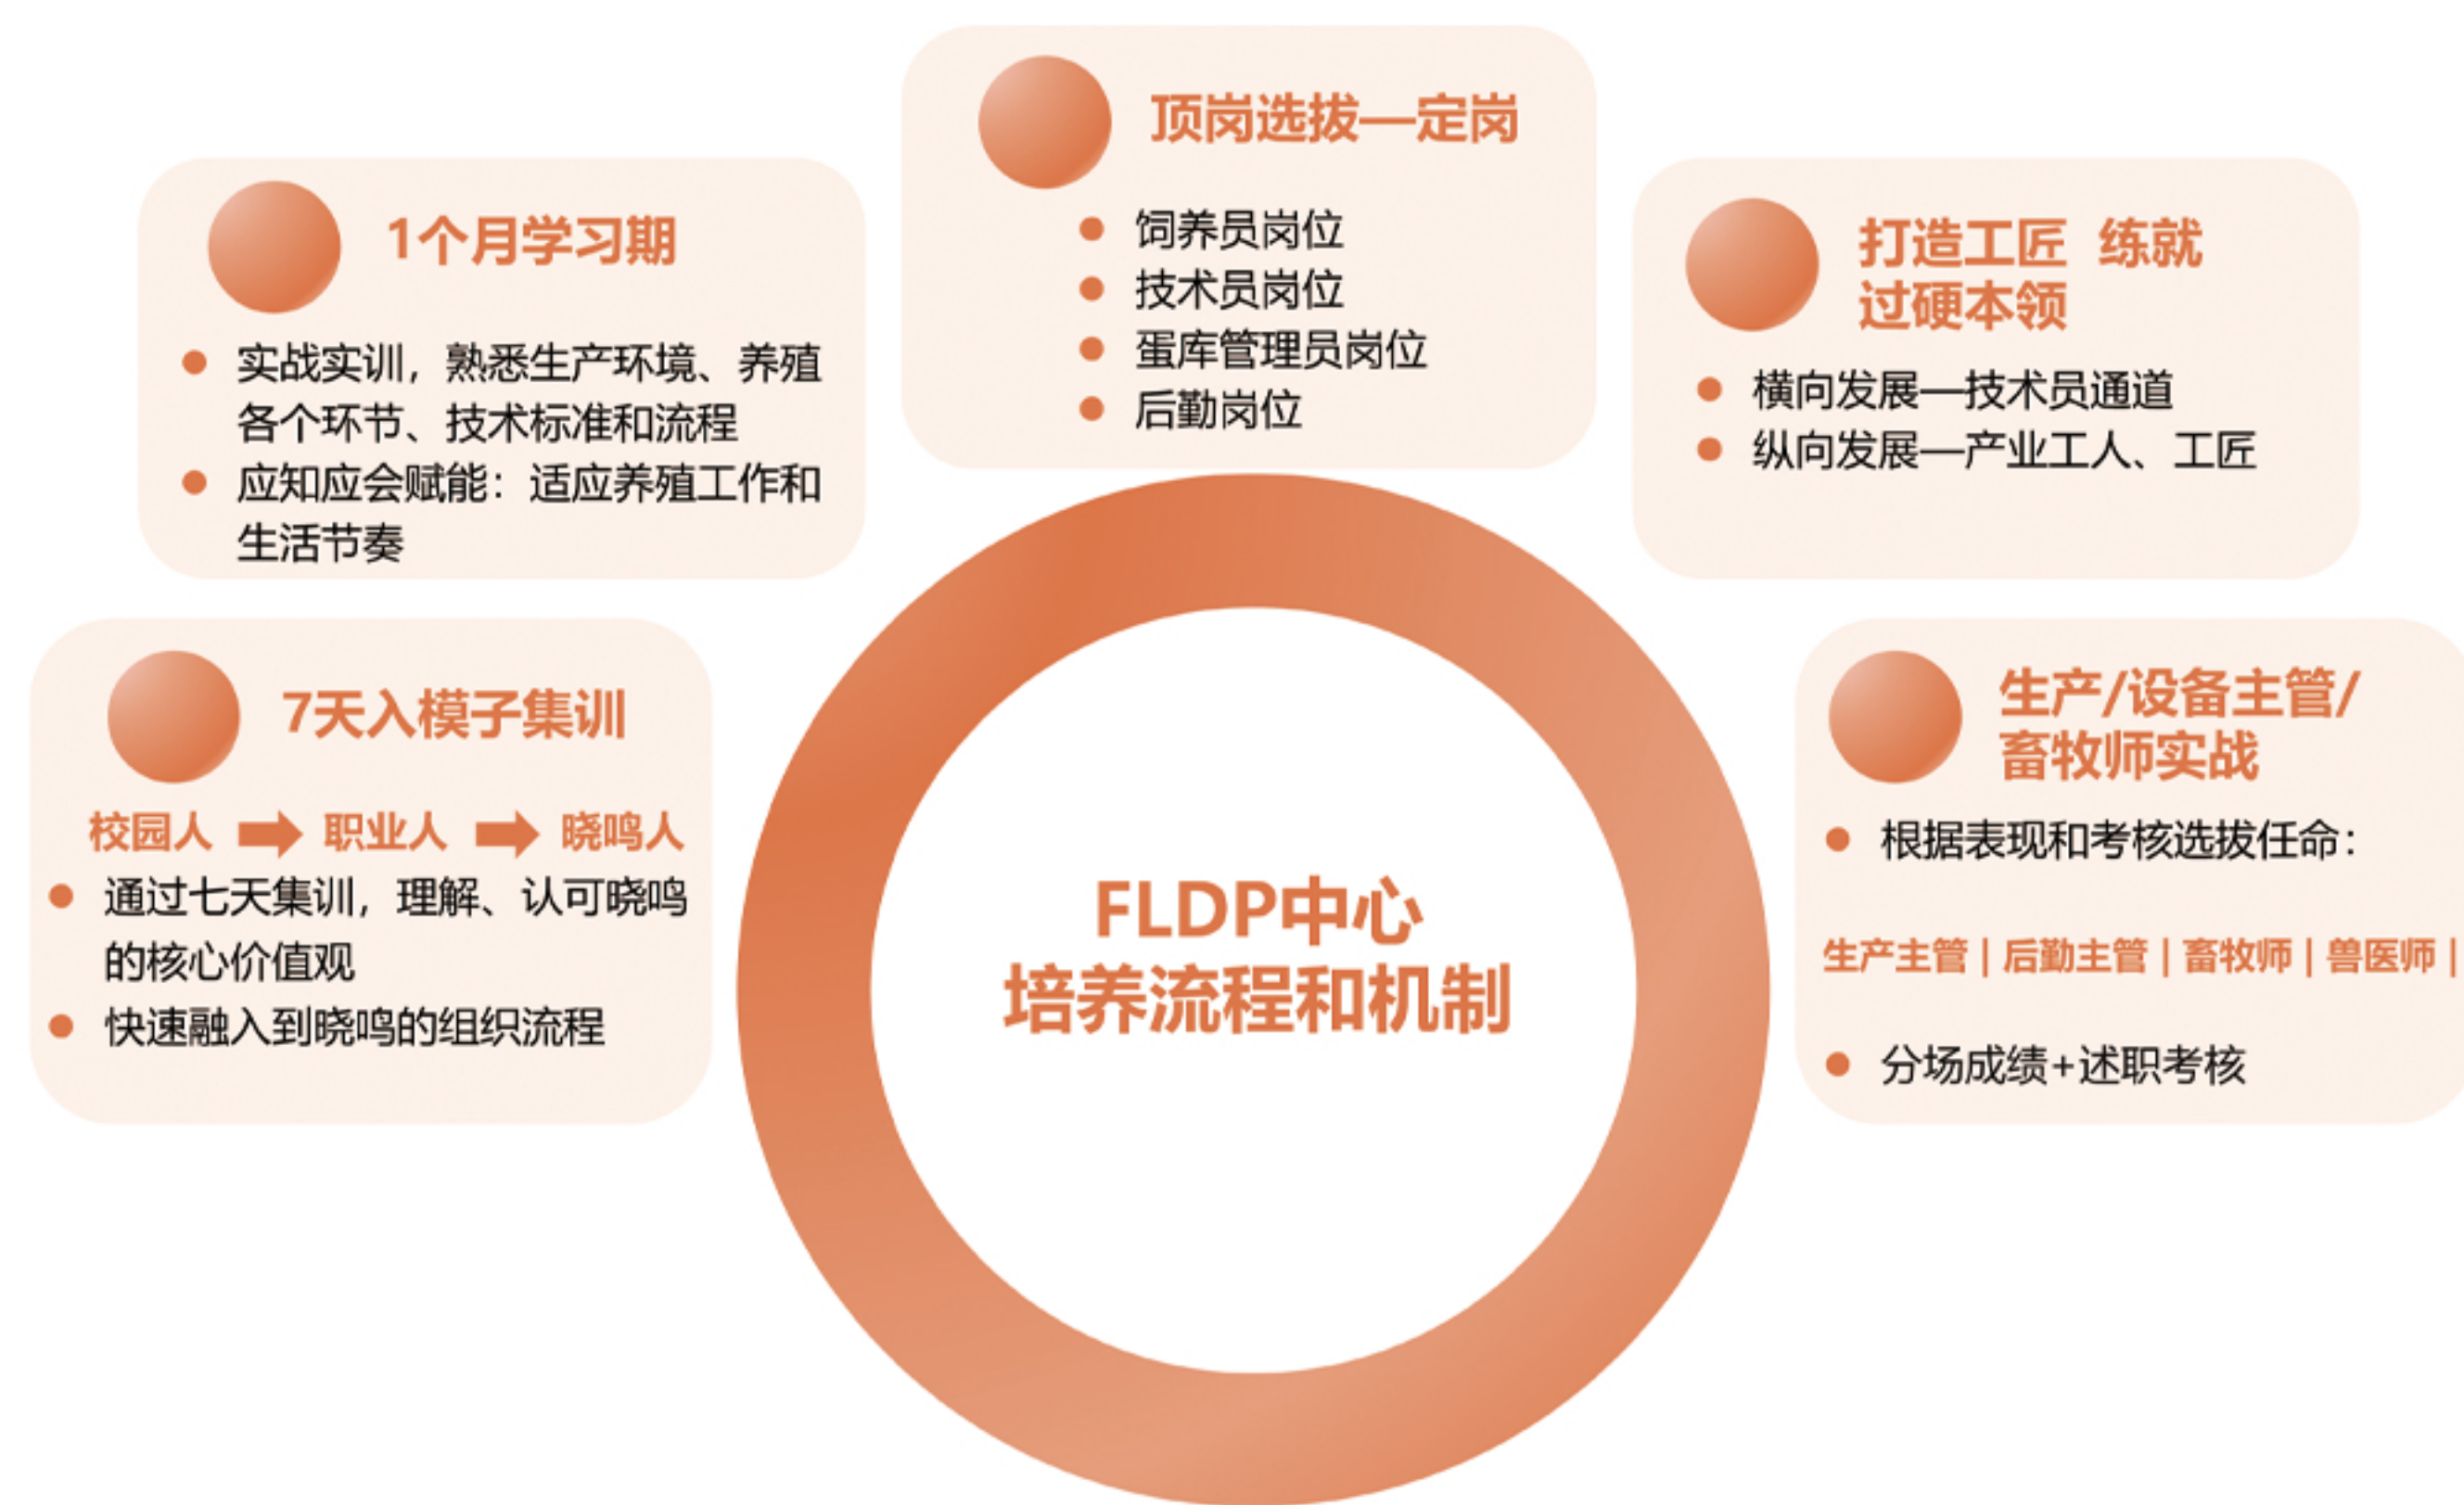 顶岗选拔—定岗
饲养员岗位
技术员岗位
蛋库管理员岗位
后勤岗位
1个月学习期
实战实训，熟悉生产环境、养殖
各个环节、技术标准和流程
应知应会赋能：适应养殖工作和
生活节奏
打造工匠 练就
过硬本领
横向发展—技术员通道
纵向发展—产业工人、工匠
7天入模子集训
校园人 职业人 晓鸣人
通过七天集训，理解、认可晓鸣
的核心价值观
快速融入到晓鸣的组织流程
FLDP中心
培养流程和机制
生产/设备主管/
畜牧师实战
根据表现和考核选拔任命：
生产主管 | 后勤主管 | 畜牧师 | 兽医师 |
分场成绩+述职考核